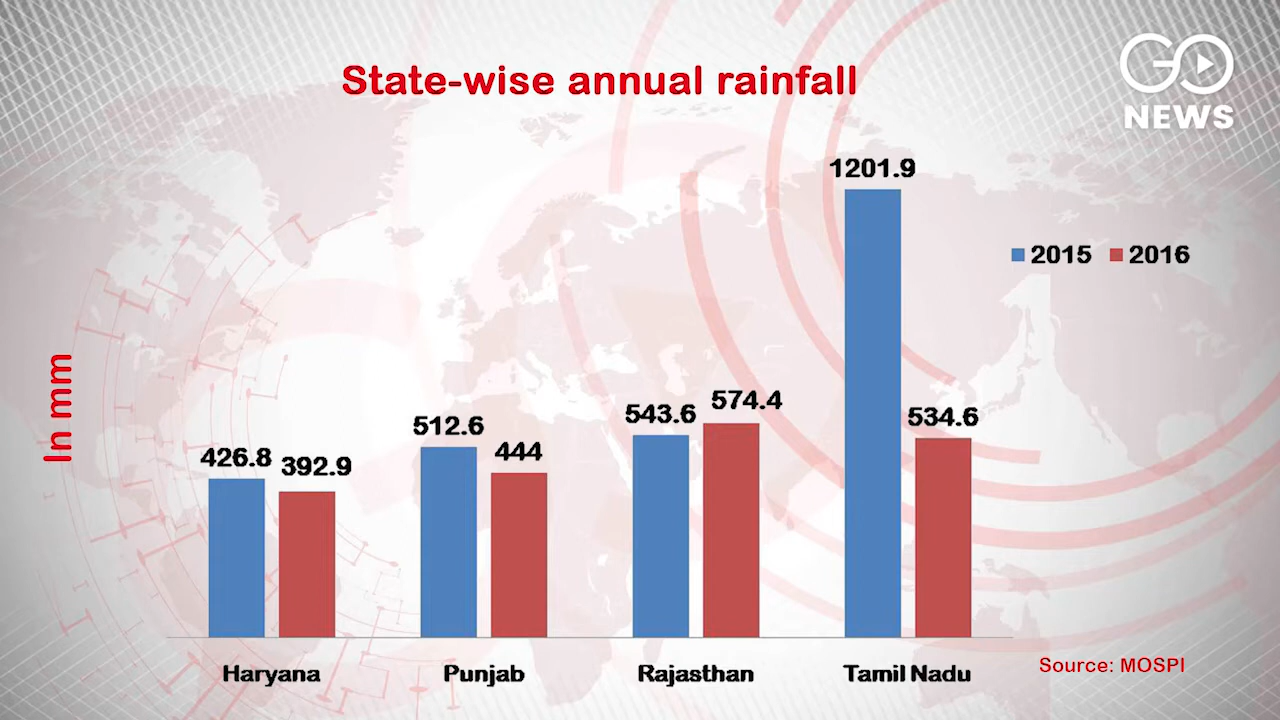 GO
NEWS
State-wise annual rainfall
1201.9
2015 2016
In mm
426.8 392.9 512.6 444 543.6 574.4 534.6
Haryana Punjab Rajasthan Tamil Nadu
Source: MOSPI